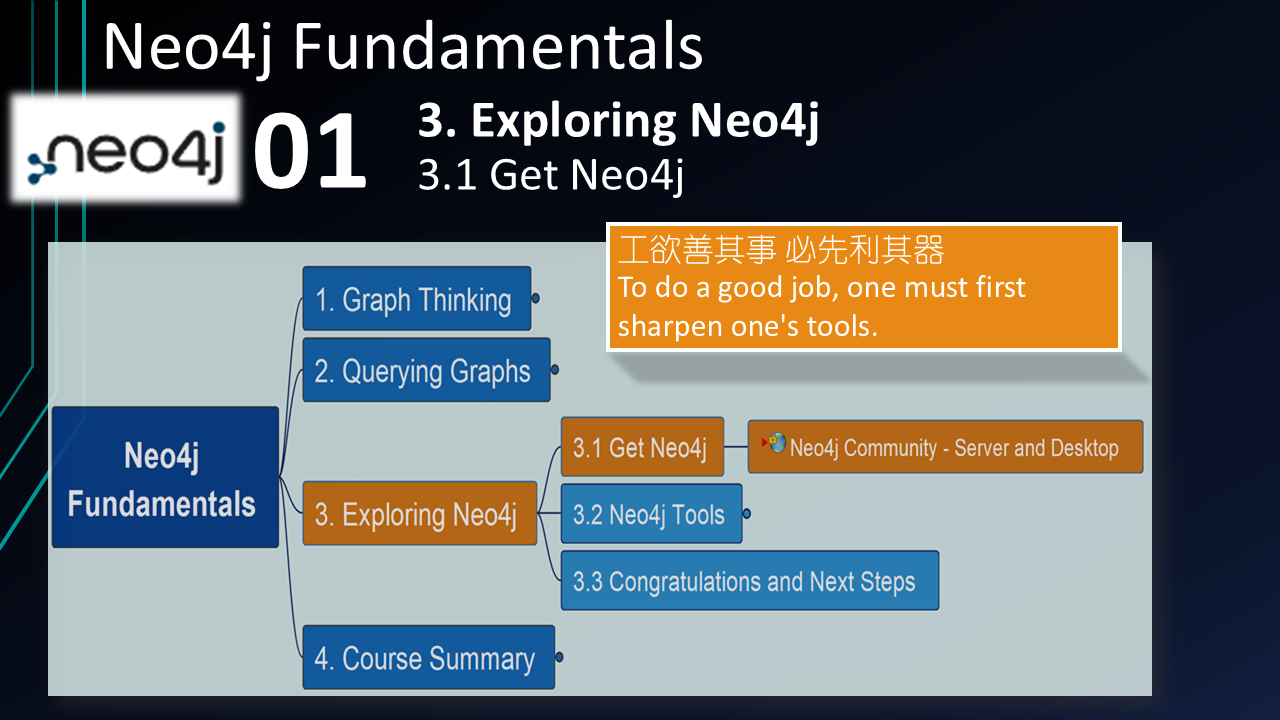 Neo4j Fundamentals
neo4j
01
3. Exploring Neo4j
3.1 Get Neo4j
工欲善其事 必先利其器
To do a good job, one must first
sharpen one's tools.
1. Graph Thinking
2. Querying Graphs
Neo4j
Fundamentals
3. Exploring Neo4j
3.1 Get Neo4j
Neo4j Community - Server and Desktop
3.2 Neo4j Tools
3.3 Congratulations and Next Steps
4. Course Summary